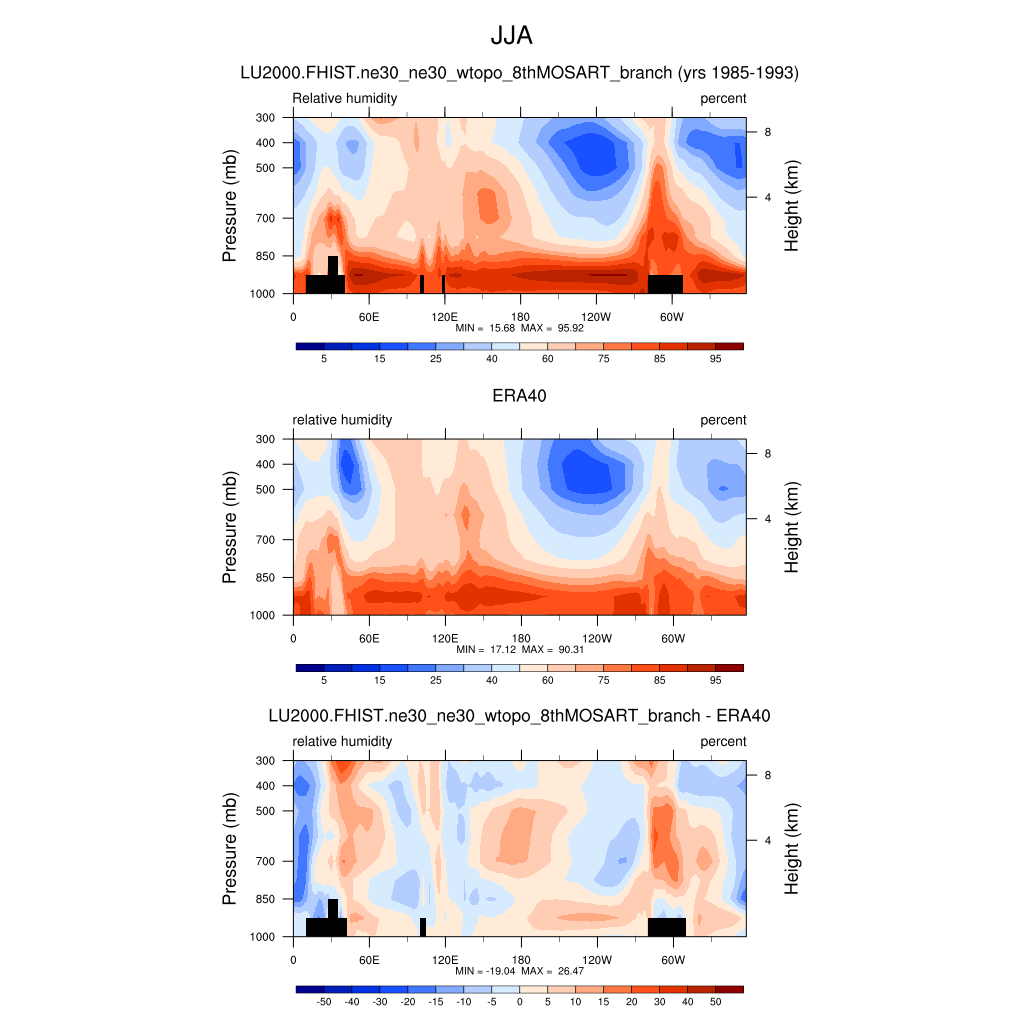 JJA
LU2000.FHIST.ne30_ne30_wtopo_8thMOSART_branch (yrs 1985-1993)
Relative humidity percent
300
400
500
700
850
1000
Pressure (mb)
8
4
Height (km)
0 60E 120E 180 120W 60W
MIN = 15.68 MAX = 95.92
5 15 25 40 60 75 85 95
ERA40
relative humidity percent
300
400
500
700
850
1000
Pressure (mb)
8
4
Height (km)
0 60E 120E 180 120W 60W
MIN = 17.12 MAX = 90.31
5 15 25 40 60 75 85 95
LU2000.FHIST.ne30_ne30_wtopo_8thMOSART_branch - ERA40
relative humidity percent
300
400
500
700
850
1000
Pressure (mb)
8
4
Height (km)
0 60E 120E 180 120W 60W
MIN = -19.04 MAX = 26.47
-50 -40 -30 -20 -15 -10 -5 0 5 10 15 20 30 40 50